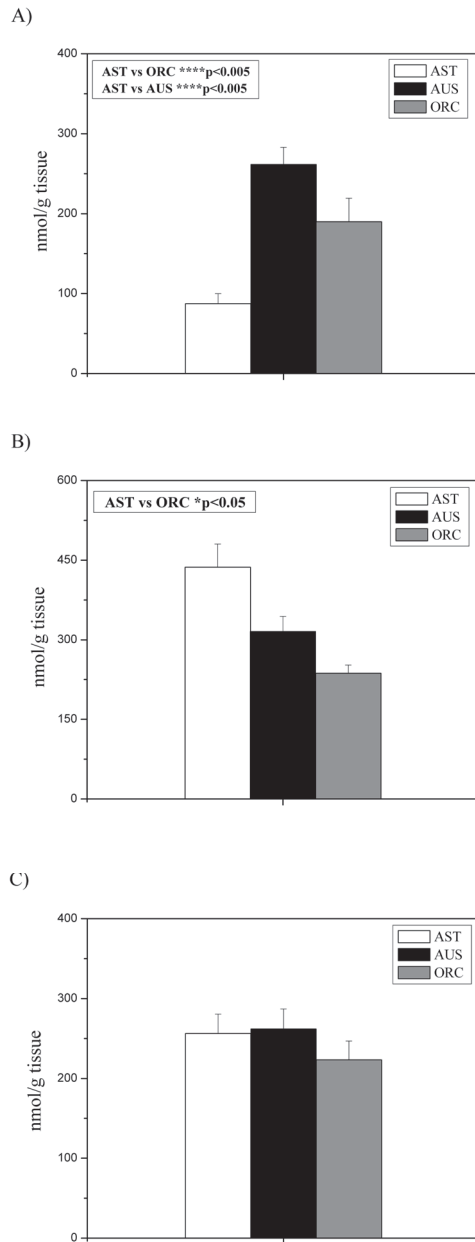 A)
400
300
200
100
0
nmol/g tissue
AST vs ORC ****p<0.005
AST vs AUS ****p<0.005
AST
AUS
ORC
B)
600
450
300
150
0
nmol/g tissue
AST vs ORC *p<0.05
AST
AUS
ORC
C)
400
300
200
100
0
nmol/g tissue
AST
AUS
ORC